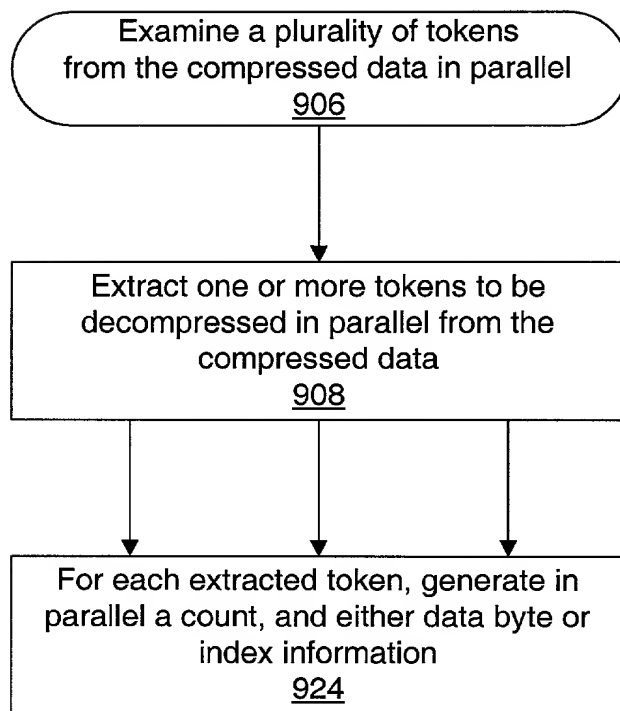 Examine a plurality of tokens
from the compressed data in parallel
906
Extract one or more tokens to be
decompressed in parallel from the
compressed data
908
For each extracted token, generate in
parallel a count, and either data byte or
index information
924